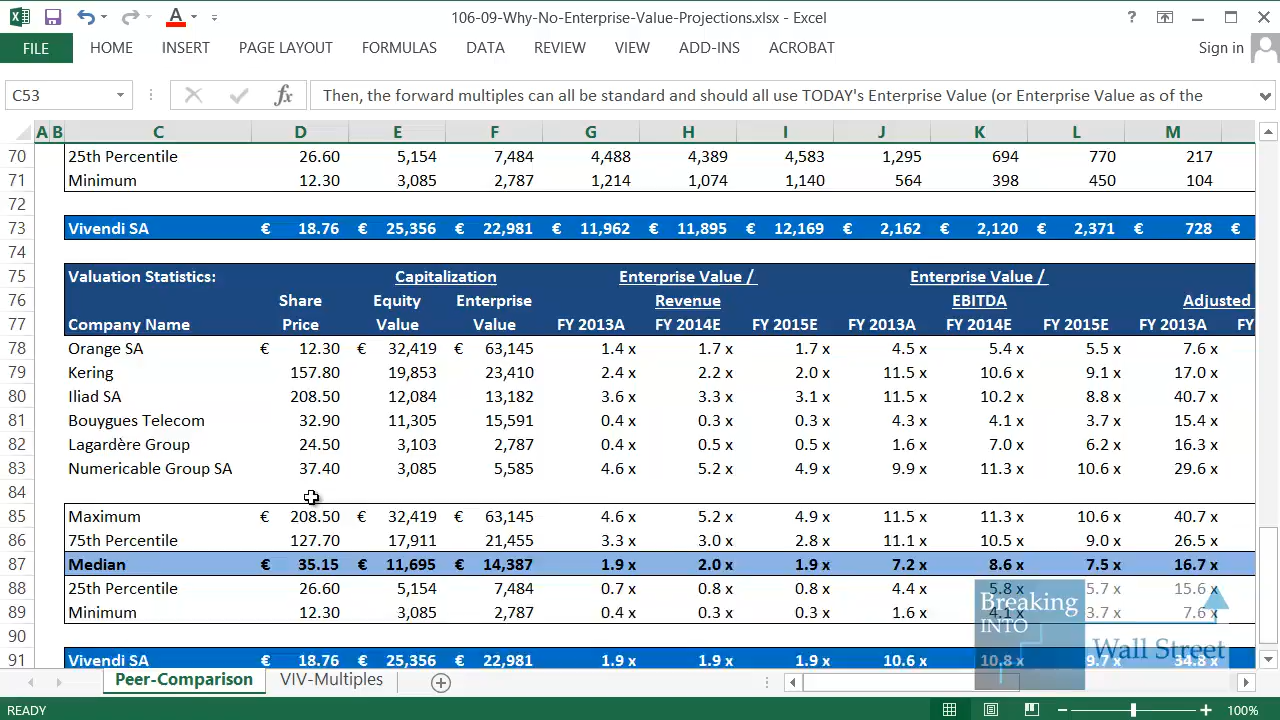 106-09-Why-No-Enterprise-Value-Projections.xlsx - Excel
FILE HOME INSERT PAGE LAYOUT FORMULAS DATA REVIEW VIEW ADD-INS ACROBAT Sign in
C53 fx Then, the forward multiples can all be standard and should all use TODAY's Enterprise Value (or Enterprise Value as of the
A B C D E F G H I J K L M
70 25th Percentile 26.60 5,154 7,484 4,488 4,389 4,583 1,295 694 770 217
71 Minimum 12.30 3,085 2,787 1,214 1,074 1,140 564 398 450 104
72
73 Vivendi SA € 18.76 € 25,356 € 22,981 € 11,962 € 11,895 € 12,169 € 2,162 € 2,120 € 2,371 € 728 €
74
75 Valuation Statistics: Capitalization Enterprise Value / Enterprise Value /
76 Share Equity Enterprise Revenue EBITDA Adjusted
77 Company Name Price Value Value FY 2013A FY 2014E FY 2015E FY 2013A FY 2014E FY 2015E FY 2013A FY
78 Orange SA € 12.30 € 32,419 € 63,145 1.4 x 1.7 x 1.7 x 4.5 x 5.4 x 5.5 x 7.6 x
79 Kering 157.80 19,853 23,410 2.4 x 2.2 x 2.0 x 11.5 x 10.6 x 9.1 x 17.0 x
80 Iliad SA 208.50 12,084 13,182 3.6 x 3.3 x 3.1 x 11.5 x 10.2 x 8.8 x 40.7 x
81 Bouygues Telecom 32.90 11,305 15,591 0.4 x 0.3 x 0.3 x 4.3 x 4.1 x 3.7 x 15.4 x
82 Lagardère Group 24.50 3,103 2,787 0.4 x 0.5 x 0.5 x 1.6 x 7.0 x 6.2 x 16.3 x
83 Numericable Group SA 37.40 3,085 5,585 4.6 x 5.2 x 4.9 x 9.9 x 11.3 x 10.6 x 29.6 x
84
85 Maximum € 208.50 € 32,419 € 63,145 4.6 x 5.2 x 4.9 x 11.5 x 11.3 x 10.6 x 40.7 x
86 75th Percentile 127.70 17,911 21,455 3.3 x 3.0 x 2.8 x 11.1 x 10.5 x 9.0 x 26.5 x
87 Median € 35.15 € 11,695 € 14,387 1.9 x 2.0 x 1.9 x 7.2 x 8.6 x 7.5 x 16.7 x
88 25th Percentile 26.60 5,154 7,484 0.7 x 0.8 x 0.8 x 4.4 x 5.8 x 5.7 x 15.6 x
89 Minimum 12.30 3,085 2,787 0.4 x 0.3 x 0.3 x 1.6 x 4.1 x 3.7 x 7.6 x
90
91 Vivendi SA € 18.76 € 25,356 € 22,981 1.9 x 1.9 x 1.9 x 10.6 x 10.8 x 9.7 x 34.8 x
Breaking
INTO
Wall Street
Peer-Comparison VIV-Multiples
READY 100%